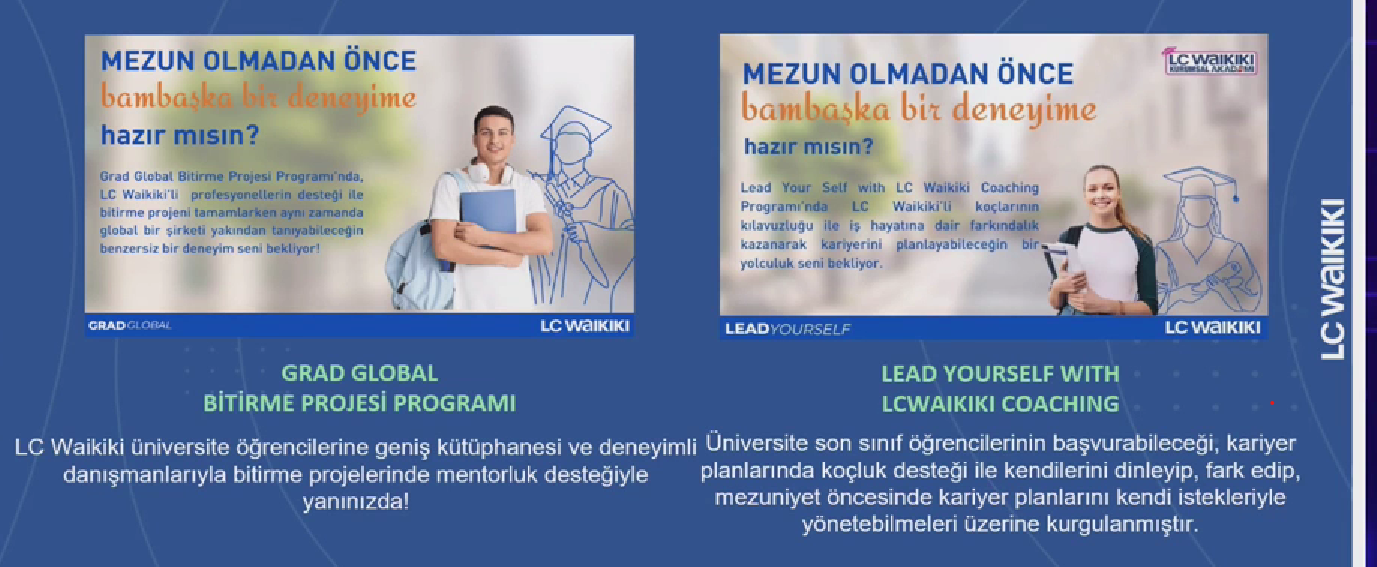 MEZUN OLMADAN ÖNCE
bambaşka bir deneyime
hazır mısın?
Grad Global Bitirme Projesi Programı'nda,
LC Waikiki'li profesyonellerin desteği ile
bitirme projeni tamamlarken aynı zamanda
global bir şirketi yakından tanıyabileceğin
benzersiz bir deneyim seni bekliyor!
GRADGLOBAL
LC WAIKIKI
GRAD GLOBAL
BİTİRME PROJESİ PROGRAMI
LC Waikiki üniversite öğrencilerine geniş kütüphanesi ve deneyimli
danışmanlarıyla bitirme projelerinde mentorluk desteğiyle
yanınızda!
LC WAIKIKI
KURUMSAL AKADEMİ
MEZUN OLMADAN ÖNCE
bambaşka bir deneyime
hazır mısın?
Lead Your Self with LC Waikiki Coaching
Programı'nda LC Waikiki'li koçlarının
kılavuzluğu ile iş hayatına dair farkındalık
kazanarak kariyerini planlayabileceğin bir
yolculuk seni bekliyor.
LEADYOURSELF
LC WAIKIKI
LEAD YOURSELF WITH
LCWAIKIKI COACHING
Üniversite son sınıf öğrencilerinin başvurabileceği, kariyer
planlarında koçluk desteği ile kendilerini dinleyip, fark edip,
mezuniyet öncesinde kariyer planlarını kendi istekleriyle
yönetebilmeleri üzerine kurgulanmıştır.
LC WAIKIKI